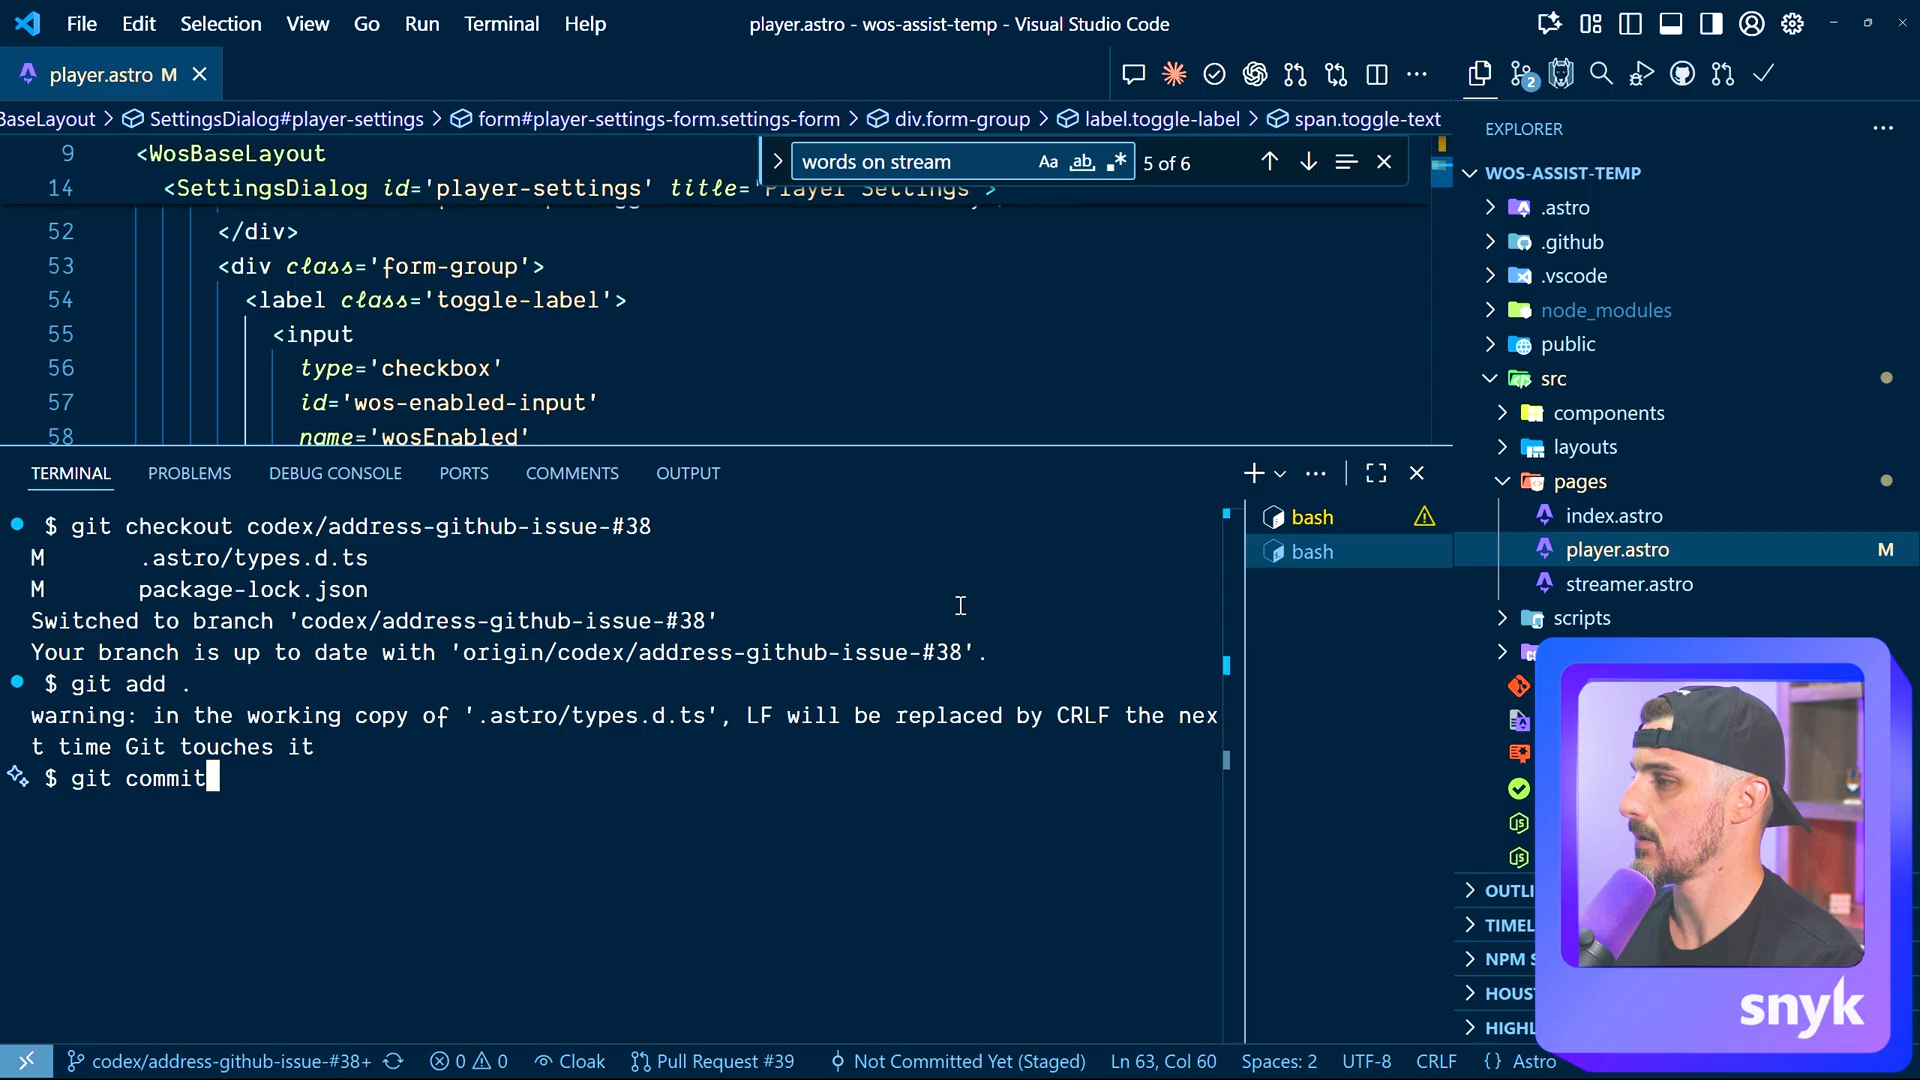 File Edit Selection View Go Run Terminal Help
player.astro - wos-assist-temp - Visual Studio Code
player.astro M
BaseLayout > SettingsDialog#player-settings > form#player-settings-form.settings-form > div.form-group > label.toggle-label > span.toggle-text
words on stream Aa ab 5 of 6
9 <WosBaseLayout
14 <SettingsDialog id='player-settings' title='Player Settings'>
52 </div>
53 <div class='form-group'>
54 <label class='toggle-label'>
55 <input
56 type='checkbox'
57 id='wos-enabled-input'
58 name='wosEnabled'
TERMINAL PROBLEMS DEBUG CONSOLE PORTS COMMENTS OUTPUT
$ git checkout codex/address-github-issue-#38
M .astro/types.d.ts
M package-lock.json
Switched to branch 'codex/address-github-issue-#38'
Your branch is up to date with 'origin/codex/address-github-issue-#38'.
$ git add .
warning: in the working copy of '.astro/types.d.ts', LF will be replaced by CRLF the nex
t time Git touches it
$ git commit
bash
bash
2
EXPLORER
WOS-ASSIST-TEMP
.astro
.github
.vscode
node_modules
public
src
components
layouts
pages
index.astro
player.astro M
streamer.astro
scripts
OUTLI
TIMEL
NPM S
HOUS
HIGHL
snyk
codex/address-github-issue-#38+ 0 0 Cloak Pull Request #39 Not Committed Yet (Staged) Ln 63, Col 60 Spaces: 2 UTF-8 CRLF {} Astro